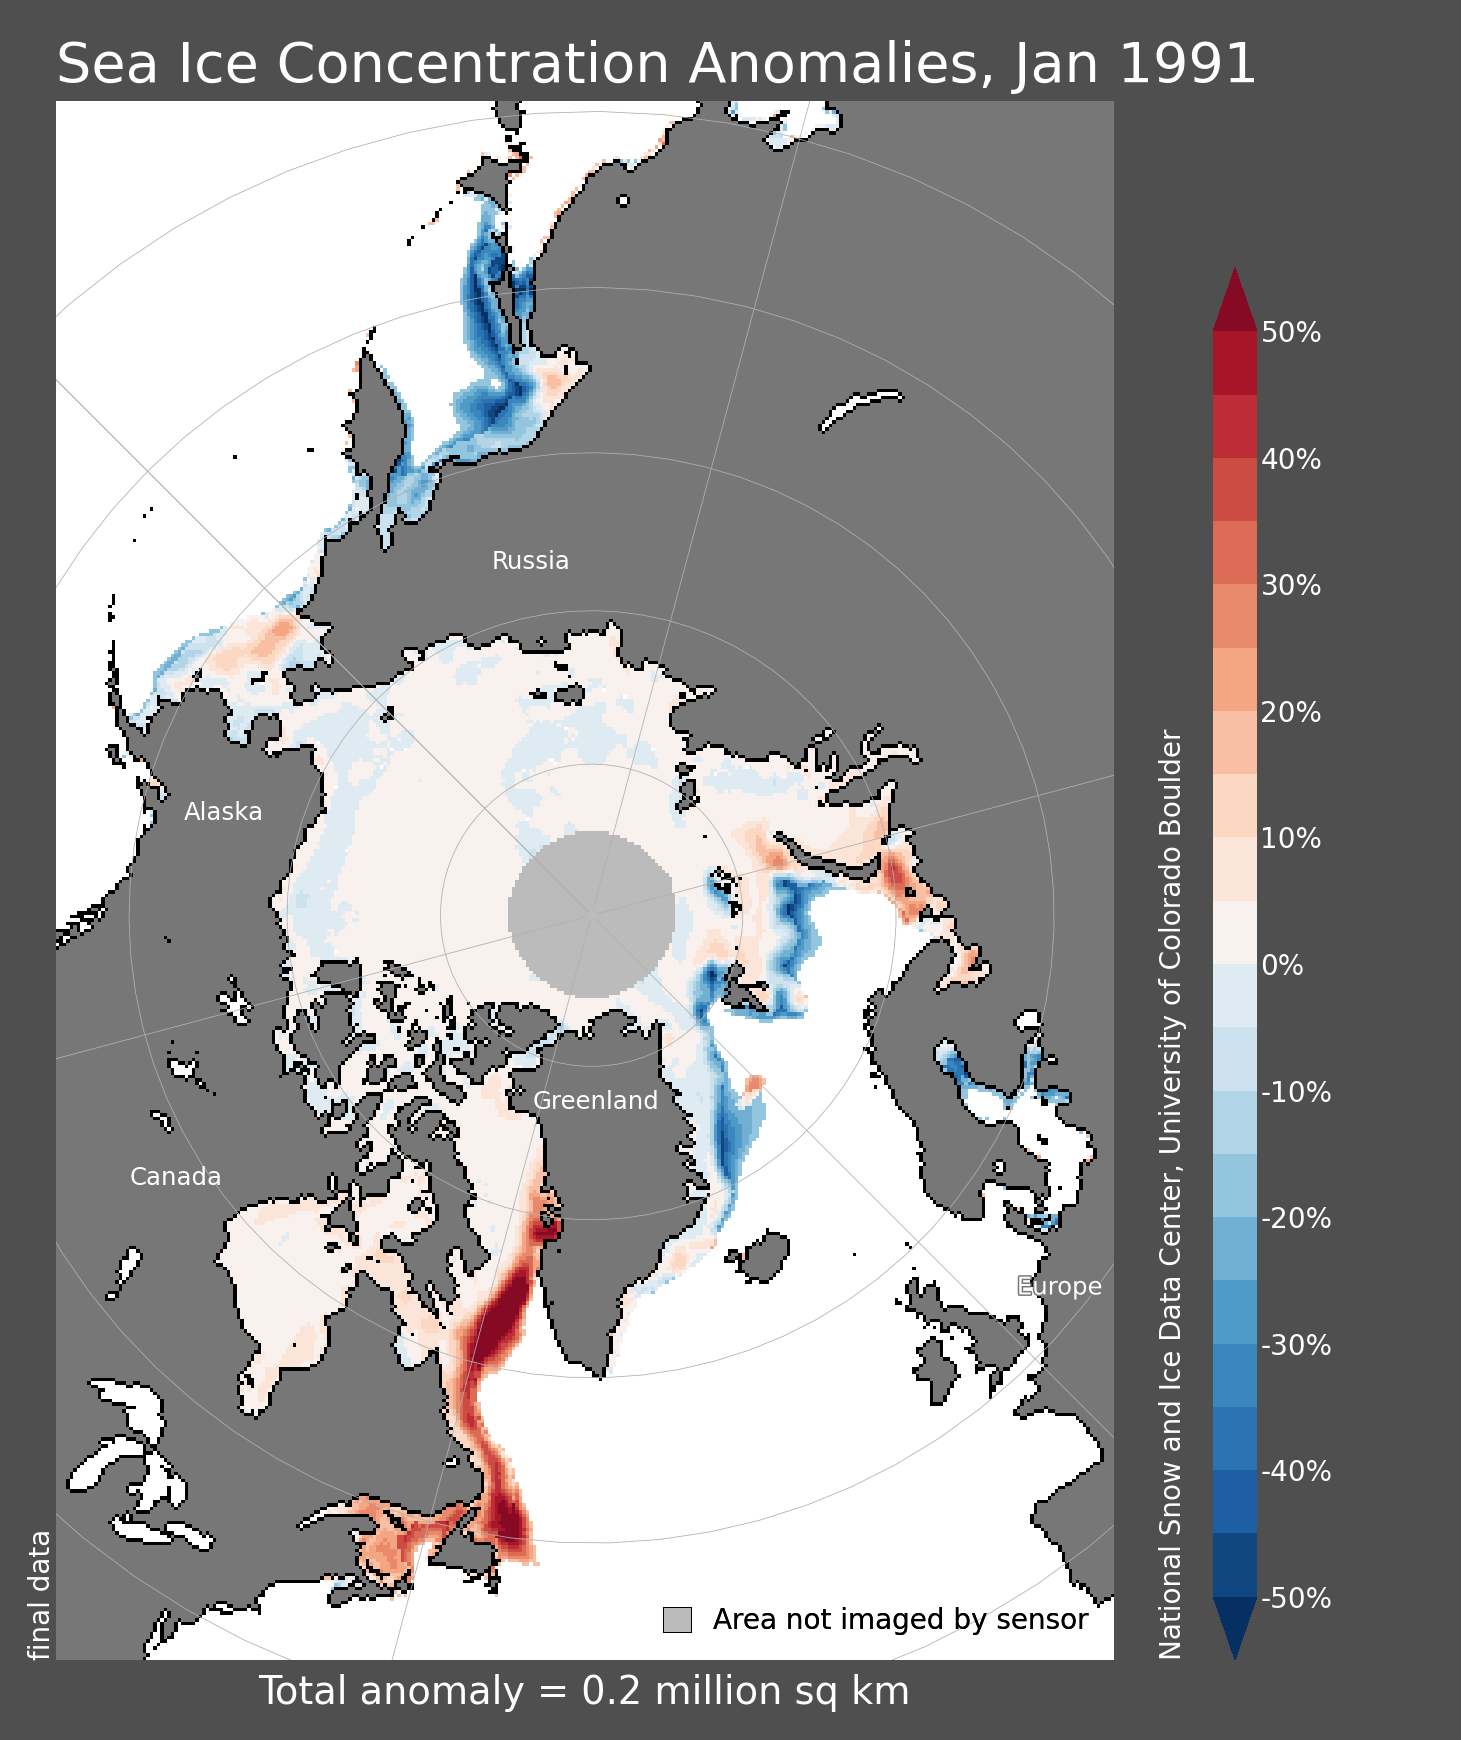 Sea Ice Concentration Anomalies, Jan 1991
Russia
Alaska
Greenland
Canada
Europe
50%
40%
30%
20%
10%
0%
-10%
-20%
-30%
-40%
-50%
National Snow and Ice Data Center, University of Colorado Boulder
final data
Area not imaged by sensor
Total anomaly = 0.2 million sq km